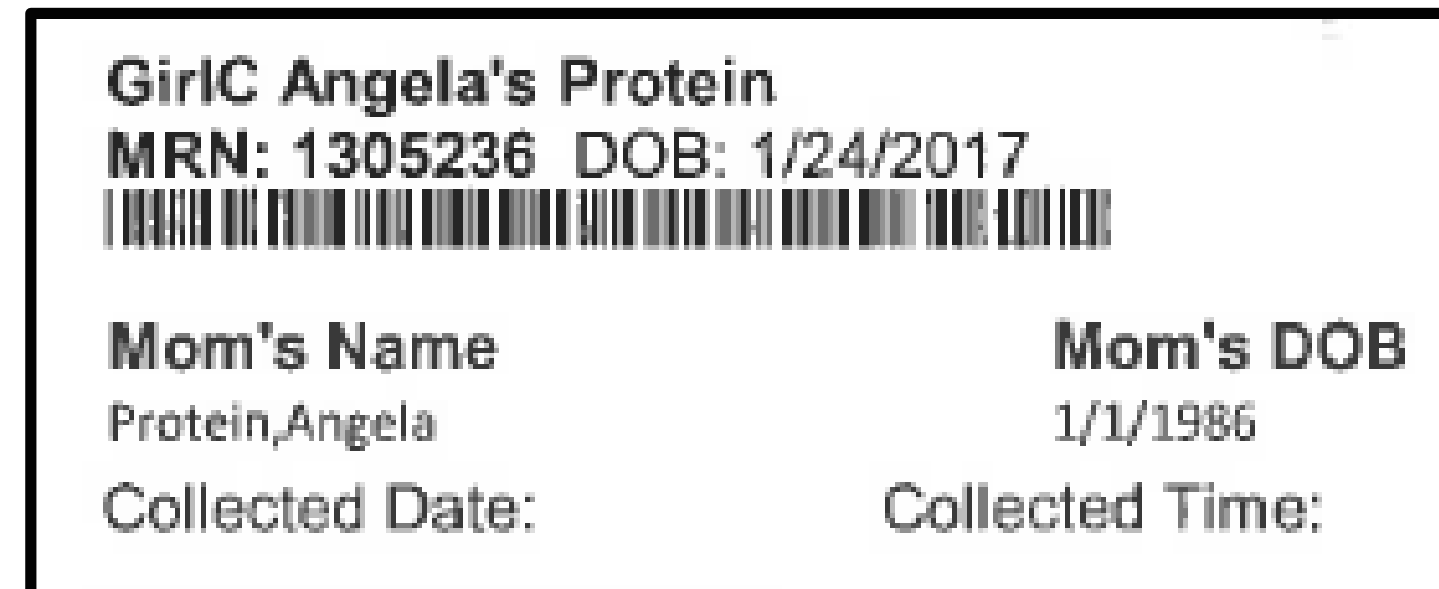 GirlC Angela's Protein
MRN: 1305236 DOB: 1/24/2017
Mom's Name Mom's DOB
Protein,Angela 1/1/1986
Collected Date: Collected Time: